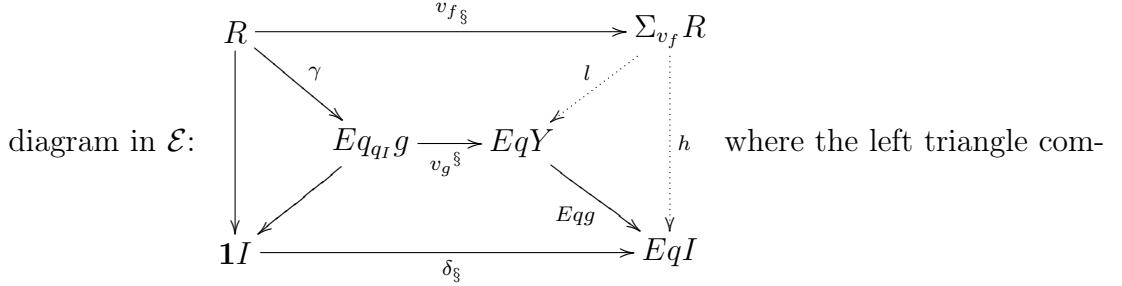 R v_{f§} Σ_{v_f}R
γ l
diagram in ℰ: Eq_{q_I}g v_g^§ EqY h where the left triangle com-
Eqg
𝟏I δ_§ EqI